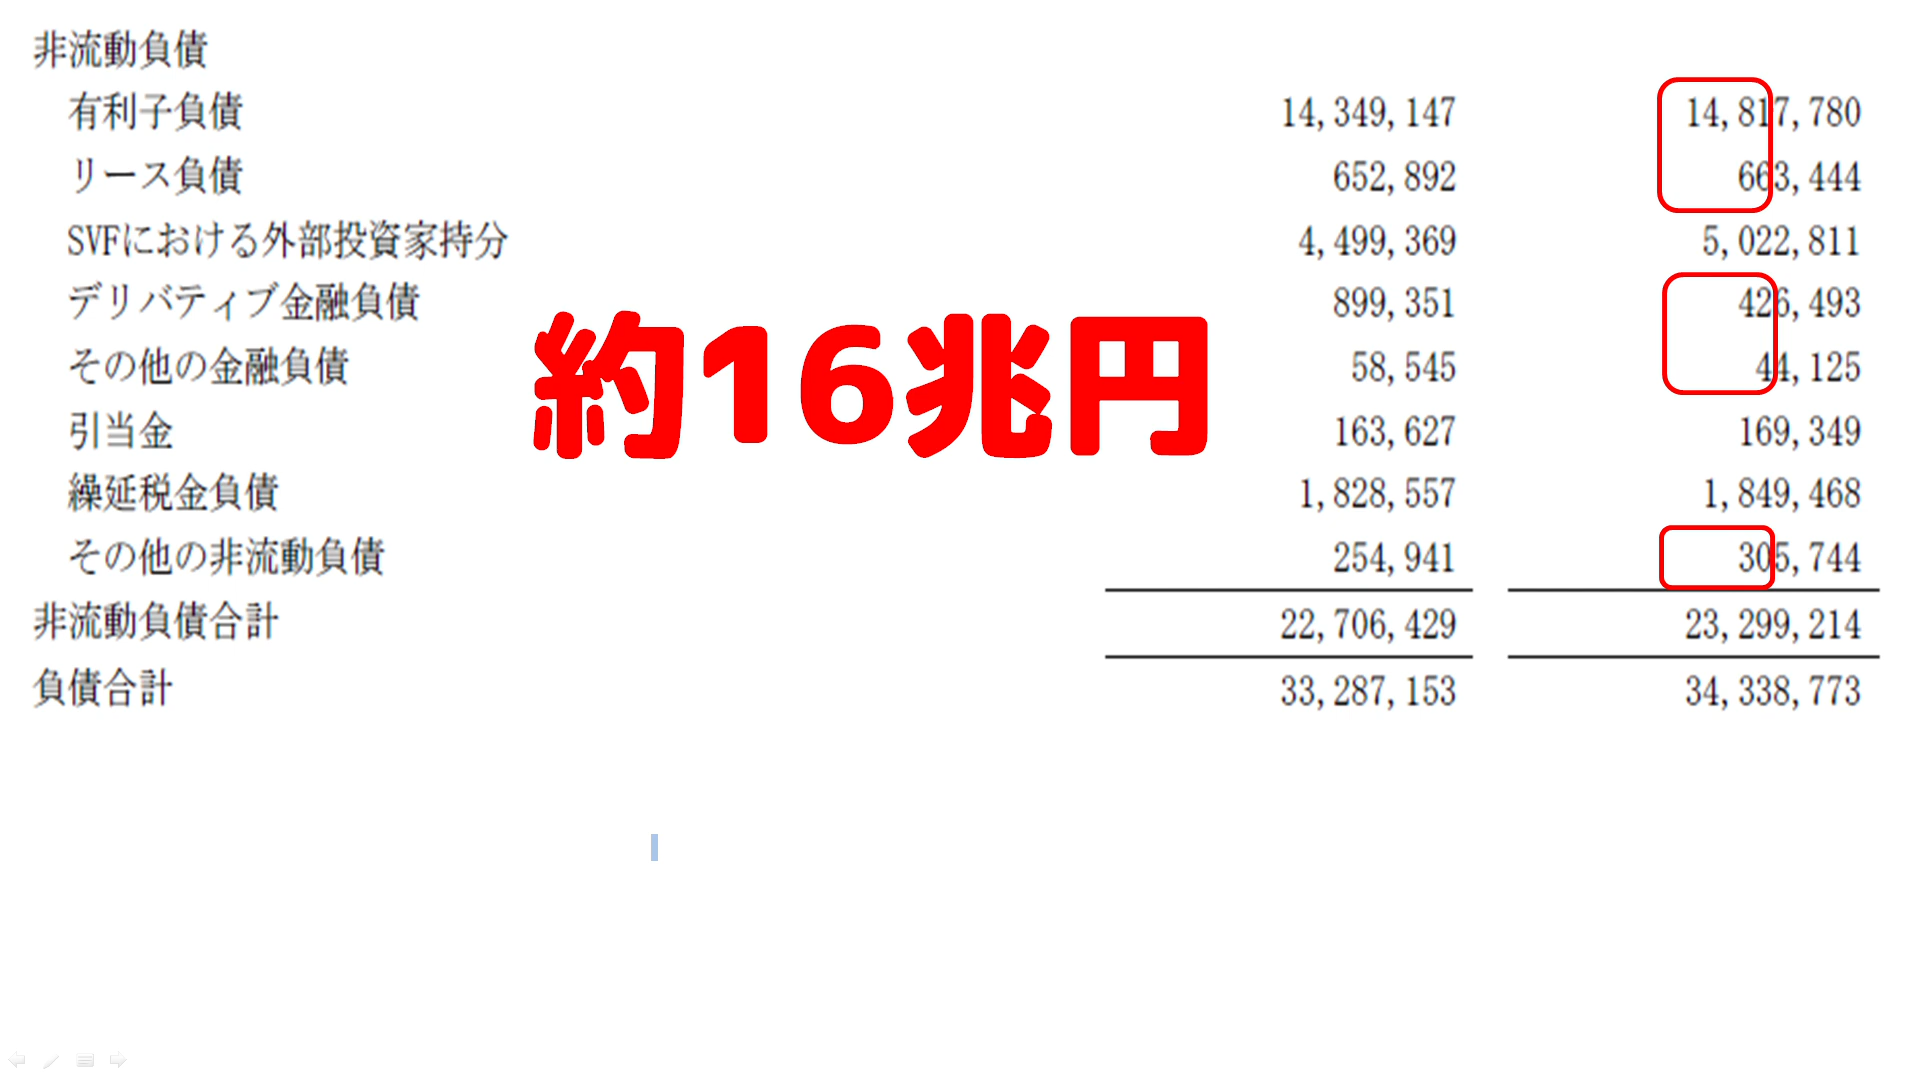 非流動負債
有利子負債 14,349,147 14,817,780
リース負債 652,892 663,444
SVFにおける外部投資家持分 4,499,369 5,022,811
デリバティブ金融負債 899,351 426,493
約16兆円
その他の金融負債 58,545 44,125
引当金 163,627 169,349
繰延税金負債 1,828,557 1,849,468
その他の非流動負債 254,941 305,744
非流動負債合計 22,706,429 23,299,214
負債合計 33,287,153 34,338,773